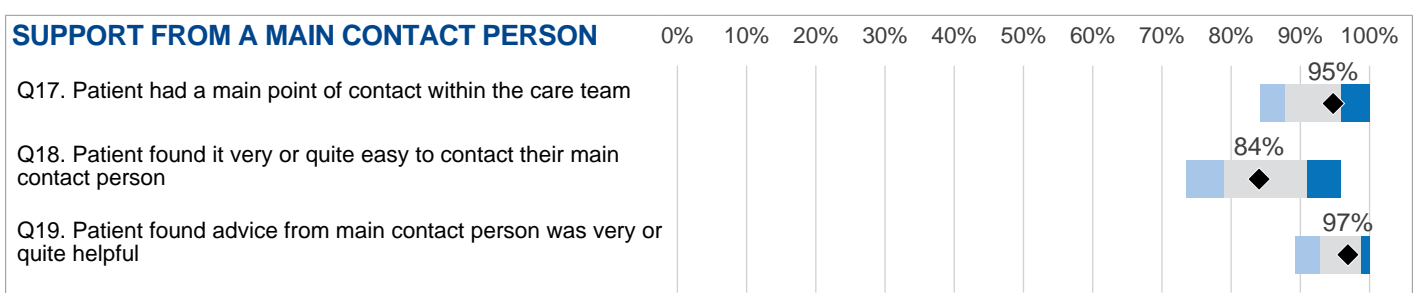 SUPPORT FROM A MAIN CONTACT PERSON 0% 10% 20% 30% 40% 50% 60% 70% 80% 90% 100%
95%
Q17. Patient had a main point of contact within the care team
84%
Q18. Patient found it very or quite easy to contact their main
contact person
97%
Q19. Patient found advice from main contact person was very or
quite helpful